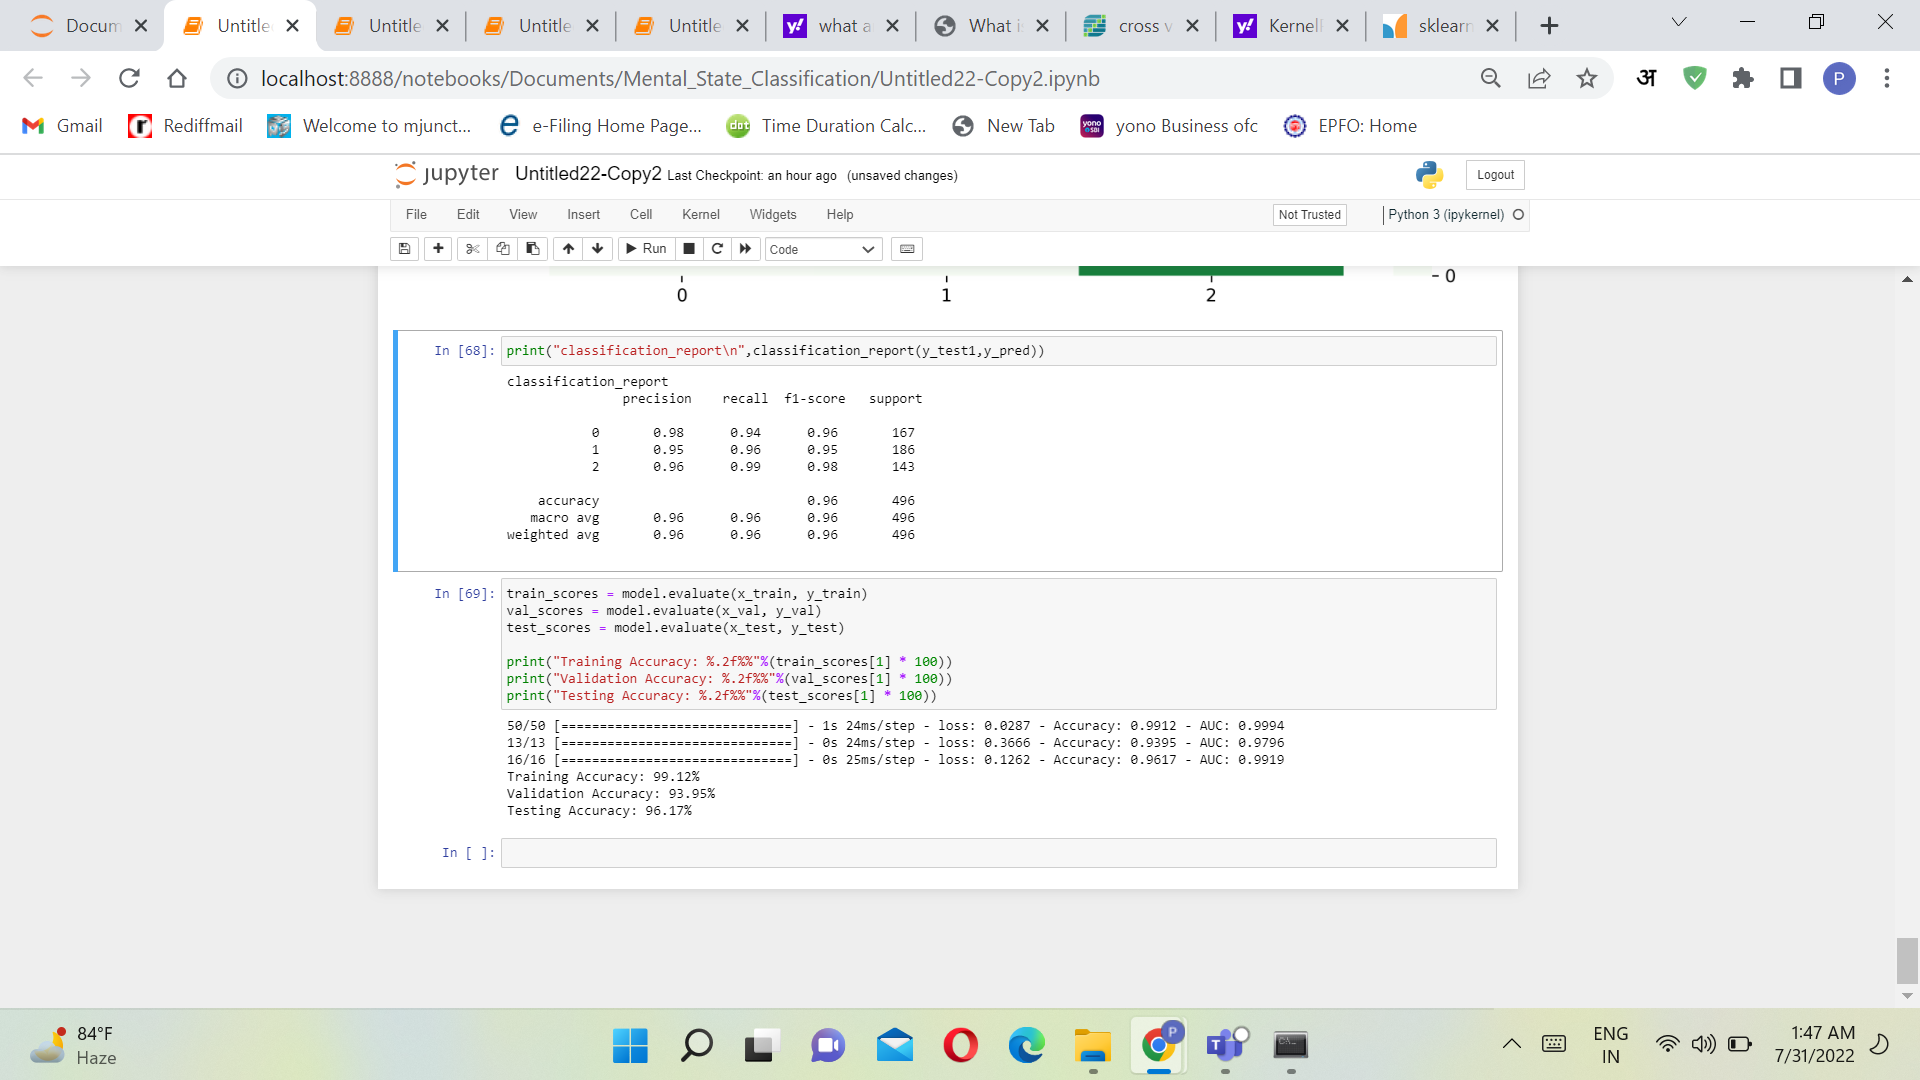 Docum
Untitle
Untitle
Untitle
Untitle
what a
What i
cross v
Kernel
sklearn
localhost:8888/notebooks/Documents/Mental_State_Classification/Untitled22-Copy2.ipynb
अ
P
Gmail
Rediffmail
Welcome to mjunct...
e-Filing Home Page...
Time Duration Calc...
New Tab
yono Business ofc
EPFO: Home
jupyter Untitled22-Copy2 Last Checkpoint: an hour ago (unsaved changes)
Logout
File Edit View Insert Cell Kernel Widgets Help
Not Trusted
Python 3 (ipykernel)
Run
Code
- 0
0 1 2
In [68]: print("classification_report\n",classification_report(y_test1,y_pred))
classification_report
precision recall f1-score support
0 0.98 0.94 0.96 167
1 0.95 0.96 0.95 186
2 0.96 0.99 0.98 143
accuracy 0.96 496
macro avg 0.96 0.96 0.96 496
weighted avg 0.96 0.96 0.96 496
In [69]: train_scores = model.evaluate(x_train, y_train)
val_scores = model.evaluate(x_val, y_val)
test_scores = model.evaluate(x_test, y_test)
print("Training Accuracy: %.2f%%"%(train_scores[1] * 100))
print("Validation Accuracy: %.2f%%"%(val_scores[1] * 100))
print("Testing Accuracy: %.2f%%"%(test_scores[1] * 100))
50/50 [==============================] - 1s 24ms/step - loss: 0.0287 - Accuracy: 0.9912 - AUC: 0.9994
13/13 [==============================] - 0s 24ms/step - loss: 0.3666 - Accuracy: 0.9395 - AUC: 0.9796
16/16 [==============================] - 0s 25ms/step - loss: 0.1262 - Accuracy: 0.9617 - AUC: 0.9919
Training Accuracy: 99.12%
Validation Accuracy: 93.95%
Testing Accuracy: 96.17%
In [ ]:
84°F
Haze
ENG
IN
1:47 AM
7/31/2022